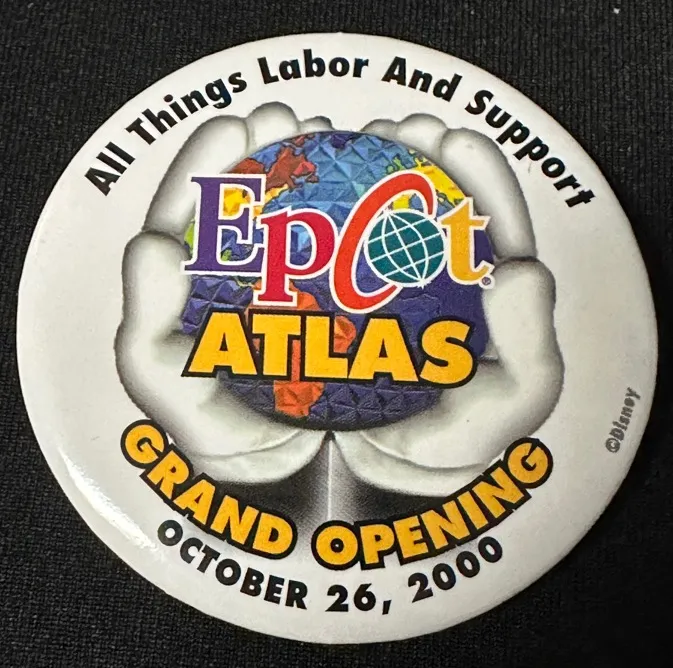 All Things Labor And Support
Epcot®
ATLAS
GRAND OPENING
OCTOBER 26, 2000
©Disney